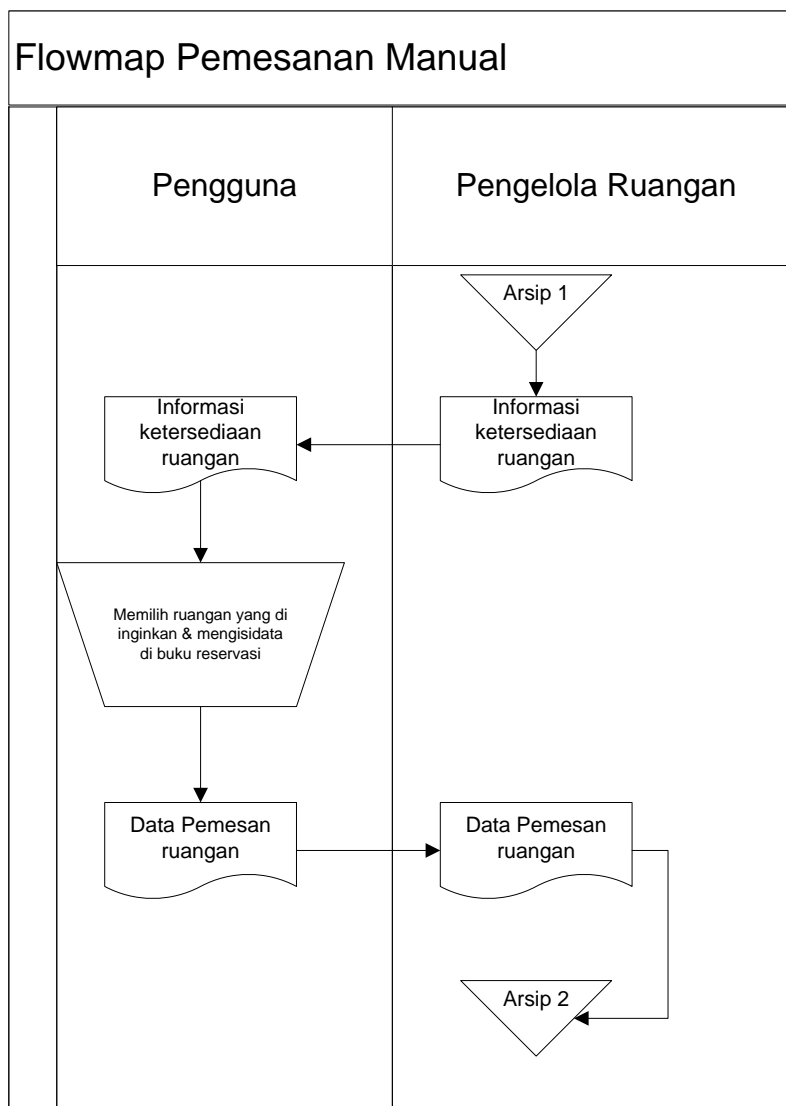 Flowmap Pemesanan Manual
Pengguna
Pengelola Ruangan
Arsip 1
Informasi
ketersediaan
ruangan
Informasi
ketersediaan
ruangan
Memilih ruangan yang di
inginkan & mengisidata
di buku reservasi
Data Pemesan
ruangan
Data Pemesan
ruangan
Arsip 2